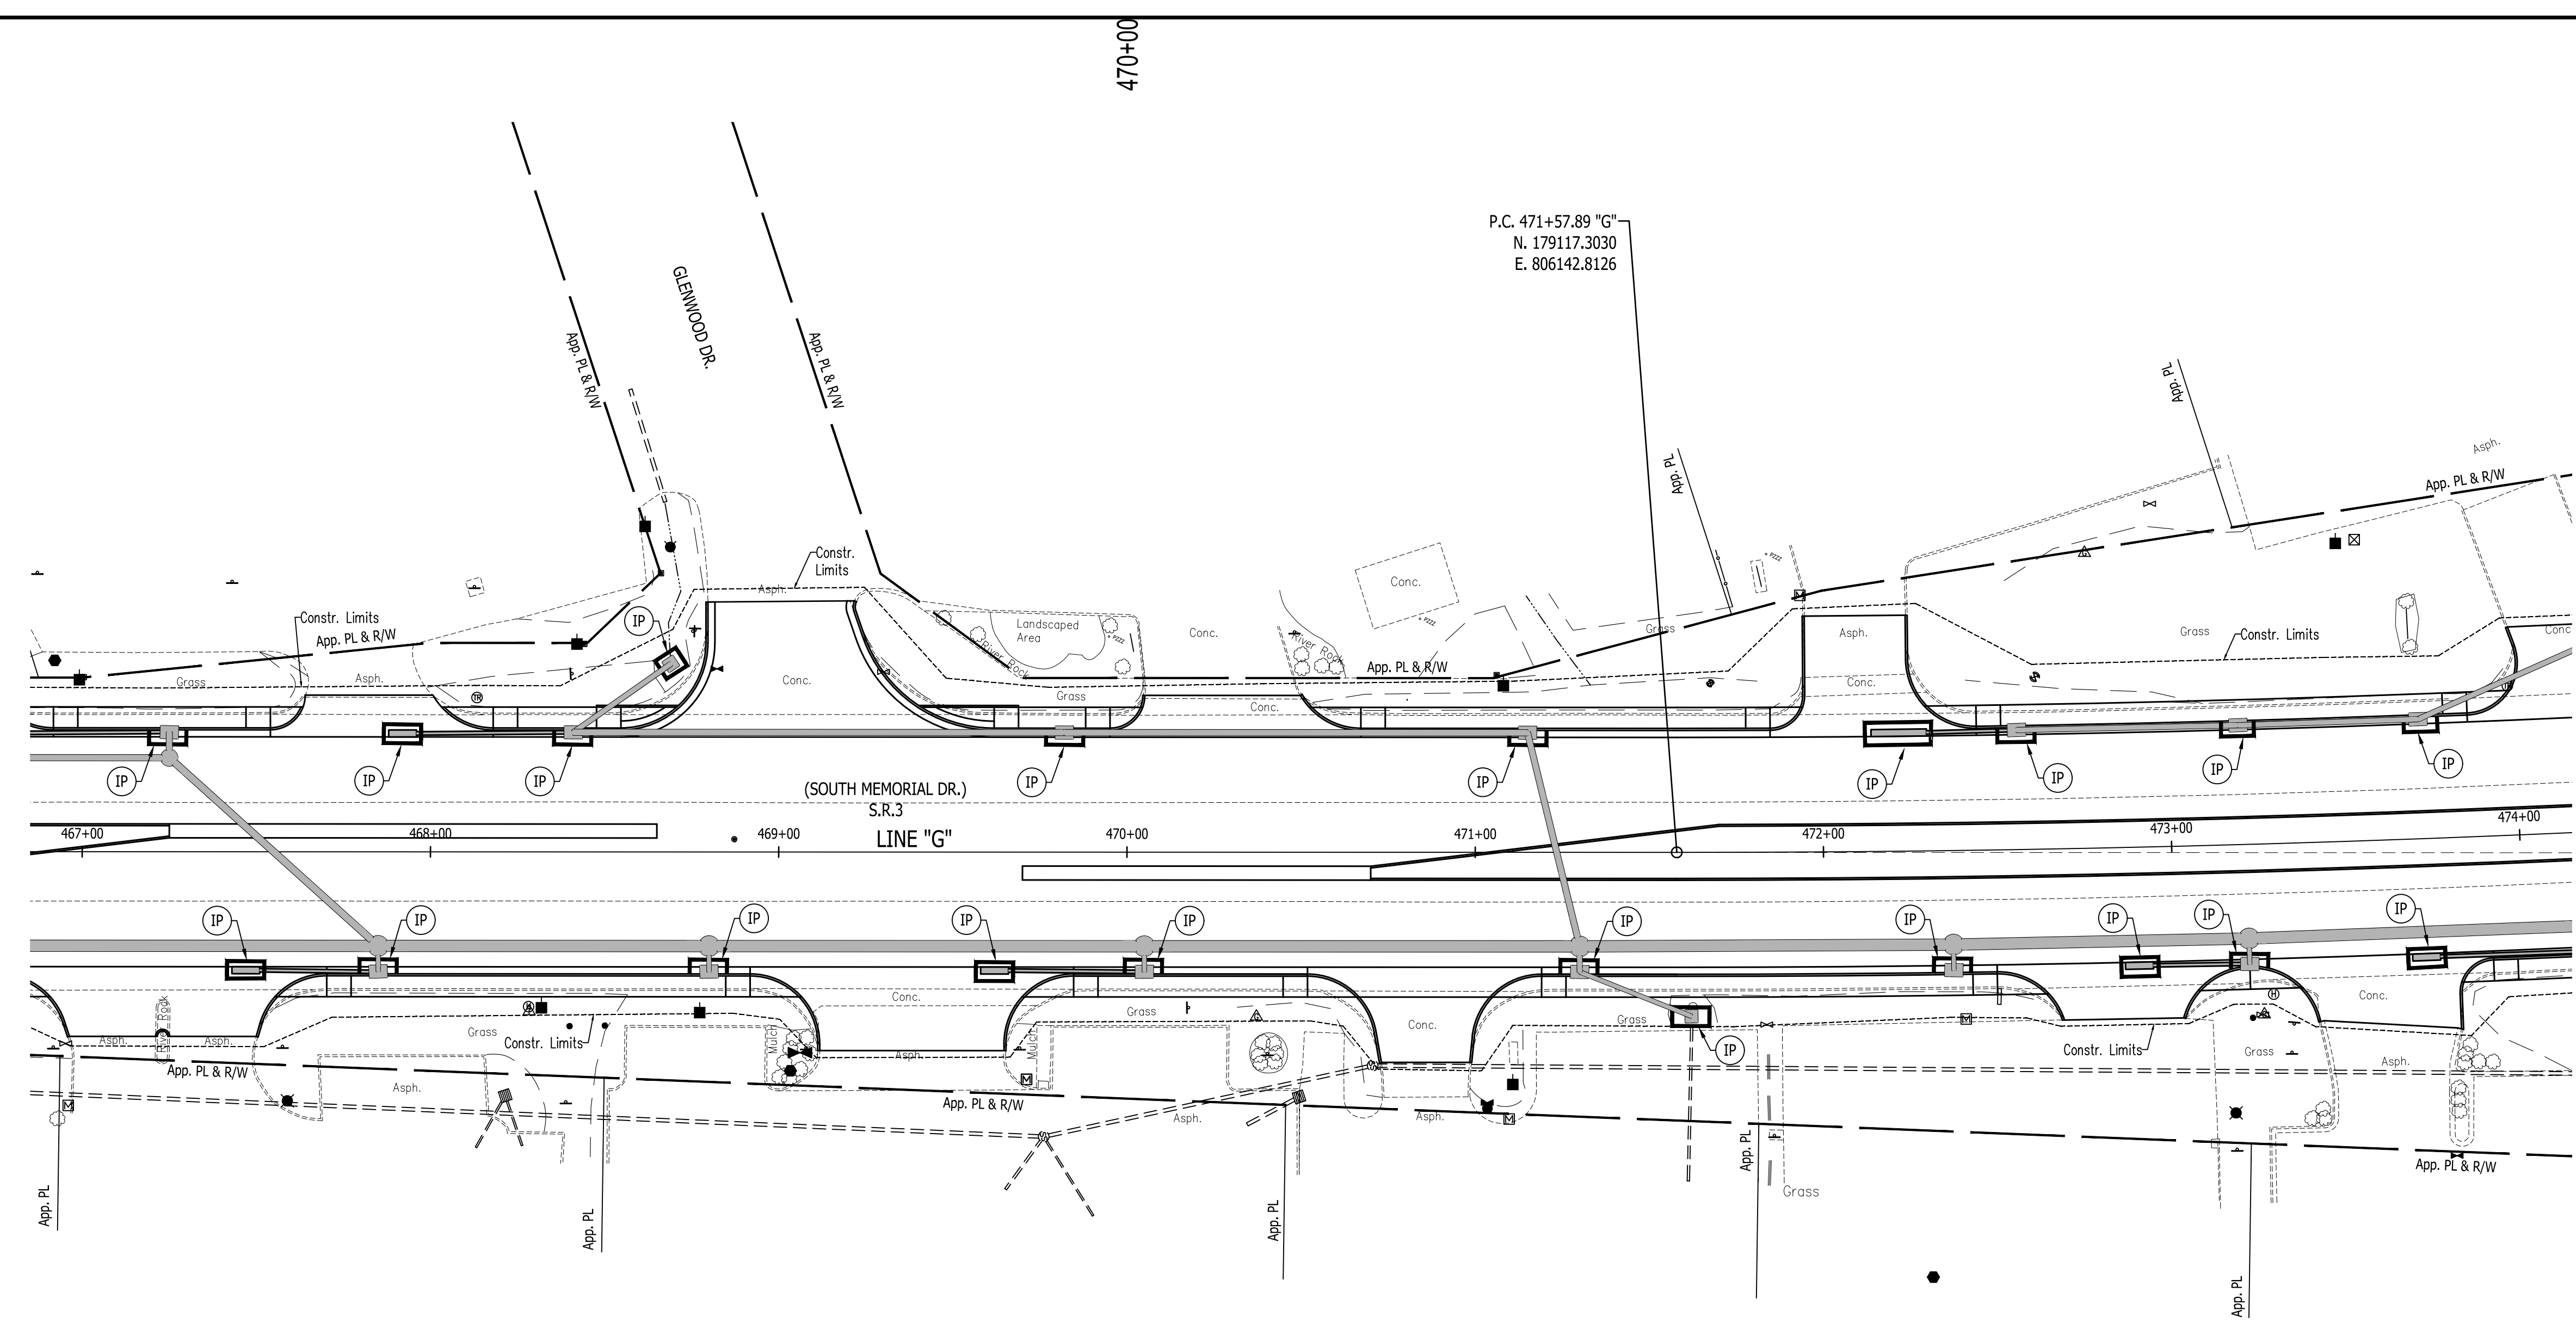 470+00
P.C. 471+57.89 "G"
N. 179117.3030
E. 806142.8126
GLENWOOD DR.
App. PL & R/W
App. PL & R/W
App. PL
App. PL
Asph.
App. PL & R/W
Constr.
Limits
Asph.
Conc.
Constr. Limits
App. PL & R/W
IP
Landscaped
Area
PZZZ
PZZZ
PZZZ
River Rock
River Rock
Conc.
Grass
Asph.
Grass
Constr. Limits
Conc.
M
G
App. PL & R/W
Grass
Asph.
TR
Conc.
Grass
Conc.
Conc.
IP
IP
IP
IP
IP
IP
IP
IP
IP
(SOUTH MEMORIAL DR.)
S.R.3
LINE "G"
467+00
468+00
469+00
470+00
471+00
472+00
473+00
474+00
IP
IP
IP
IP
IP
IP
IP
IP
IP
IP
River Rock
Asph.
Asph.
Grass
Constr. Limits
Mulch
Conc.
Asph.
Mulch
Grass
G
Conc.
Grass
IP
M
H
Conc.
Constr. Limits
Grass
Asph.
App. PL & R/W
Asph.
M
M
App. PL & R/W
Asph.
Asph.
M
App. PL & R/W
Grass
App. PL
App. PL
App. PL
App. PL
App. PL